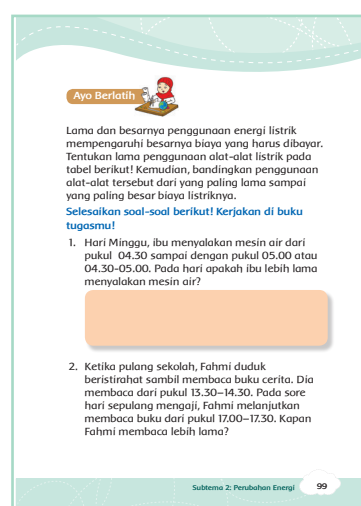 Ayo Berlatih
Lama dan besarnya penggunaan energi listrik
mempengaruhi besarnya biaya yang harus dibayar.
Tentukan lama penggunaan alat-alat listrik pada
tabel berikut! Kemudian, bandingkan penggunaan
alat-alat tersebut dari yang paling lama sampai
yang paling besar biaya listriknya.
Selesaikan soal-soal berikut! Kerjakan di buku
tugasmu!
1. Hari Minggu, ibu menyalakan mesin air dari
pukul 04.30 sampai dengan pukul 05.00 atau
04.30-05.00. Pada hari apakah ibu lebih lama
menyalakan mesin air?
2. Ketika pulang sekolah, Fahmi duduk
beristirahat sambil membaca buku cerita. Dia
membaca dari pukul 13.30–14.30. Pada sore
hari sepulang mengaji, Fahmi melanjutkan
membaca buku dari pukul 17.00–17.30. Kapan
Fahmi membaca lebih lama?
Subtema 2: Perubahan Energi 99